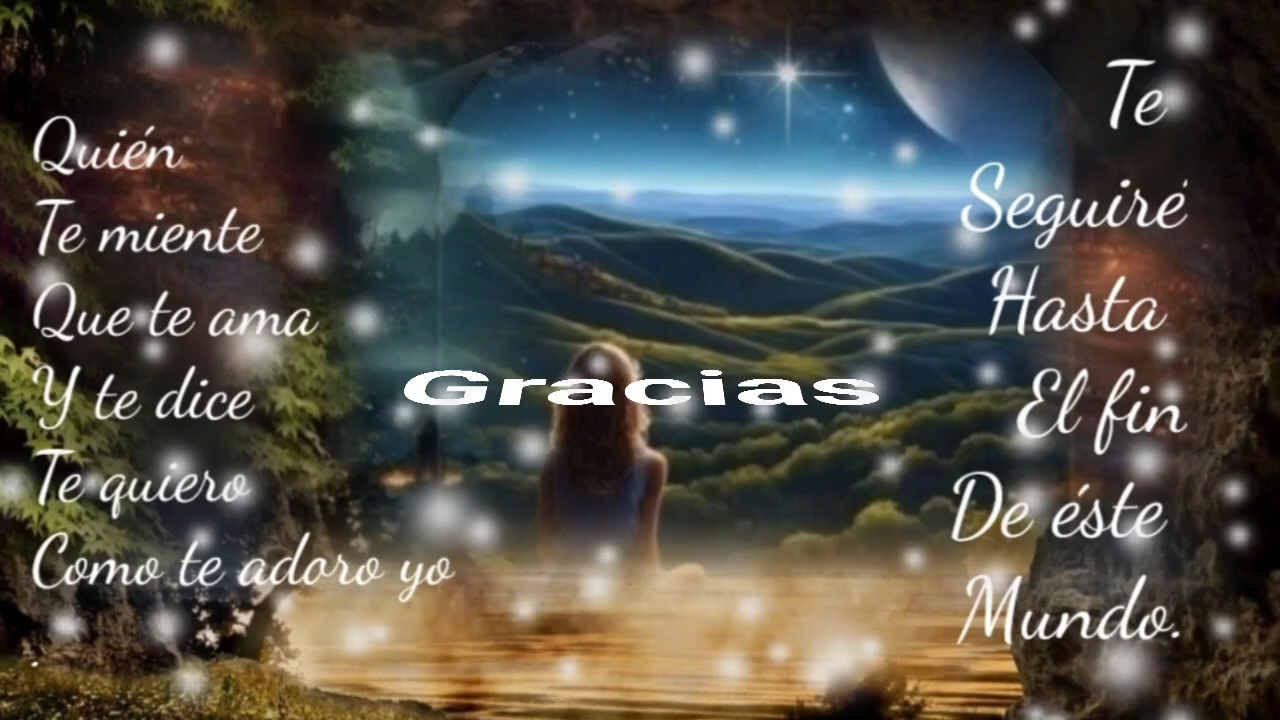 Quién
Te miente
Que te ama
Y te dice
Te quiero
Como te adoro yo
.
Gracias
Te
Seguiré
Hasta
El fin
De éste
Mundo.